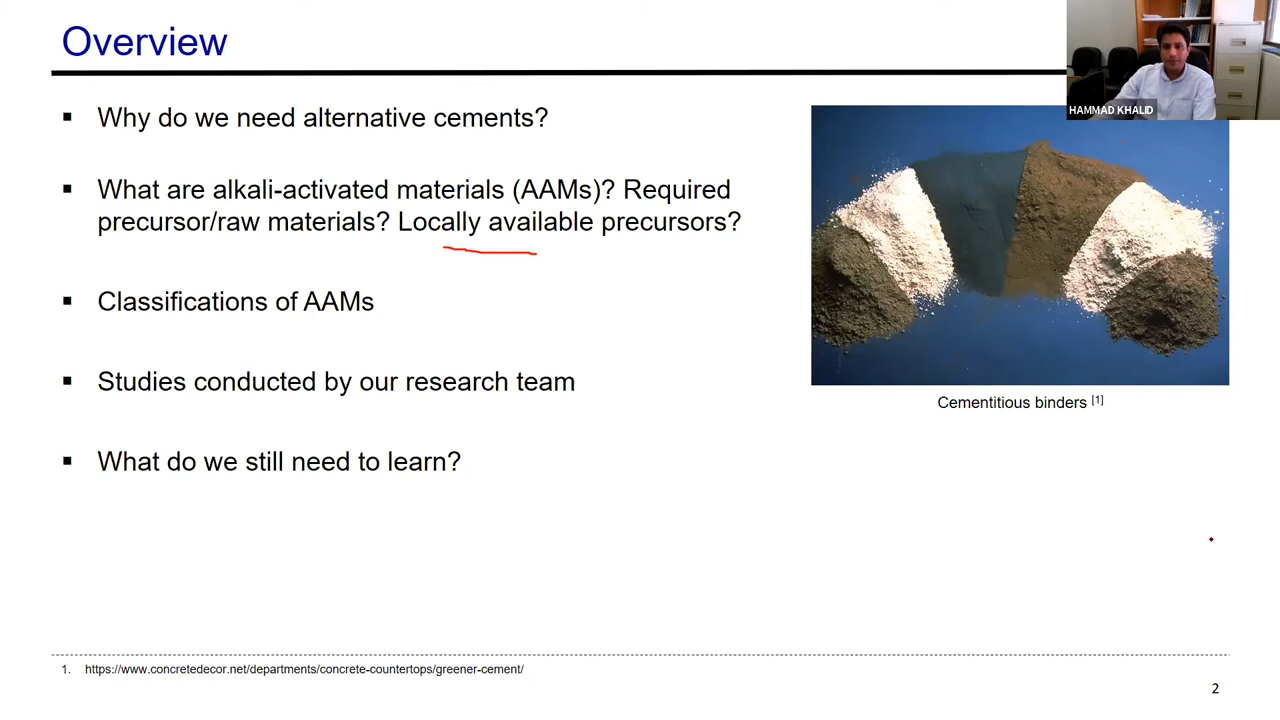 Overview
HAMMAD KHALID
▪ Why do we need alternative cements?
▪ What are alkali-activated materials (AAMs)? Required
precursor/raw materials? Locally available precursors?
▪ Classifications of AAMs
▪ Studies conducted by our research team
▪ What do we still need to learn?
Cementitious binders [1]
1. https://www.concretedecor.net/departments/concrete-countertops/greener-cement/
2